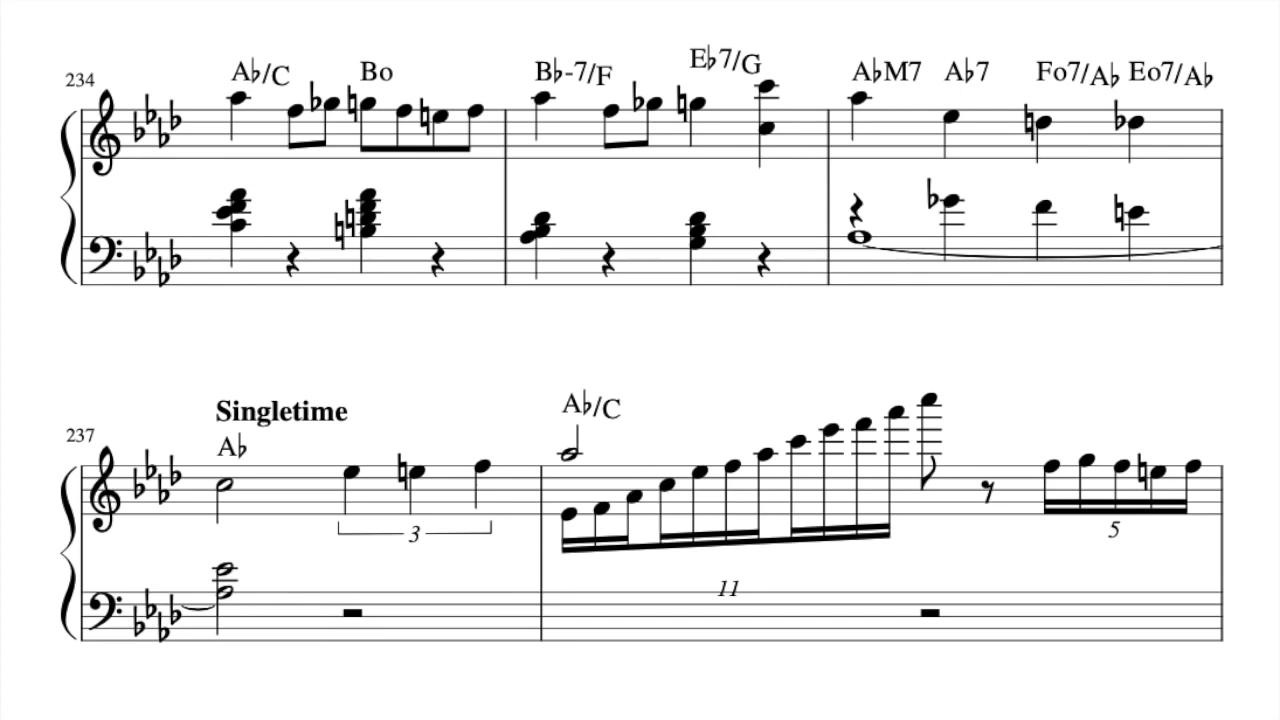 234 A♭/C Bo B♭-7/F E♭7/G A♭M7 A♭7 Fo7/A♭ Eo7/A♭
Singletime
237 A♭ A♭/C
3 5
11